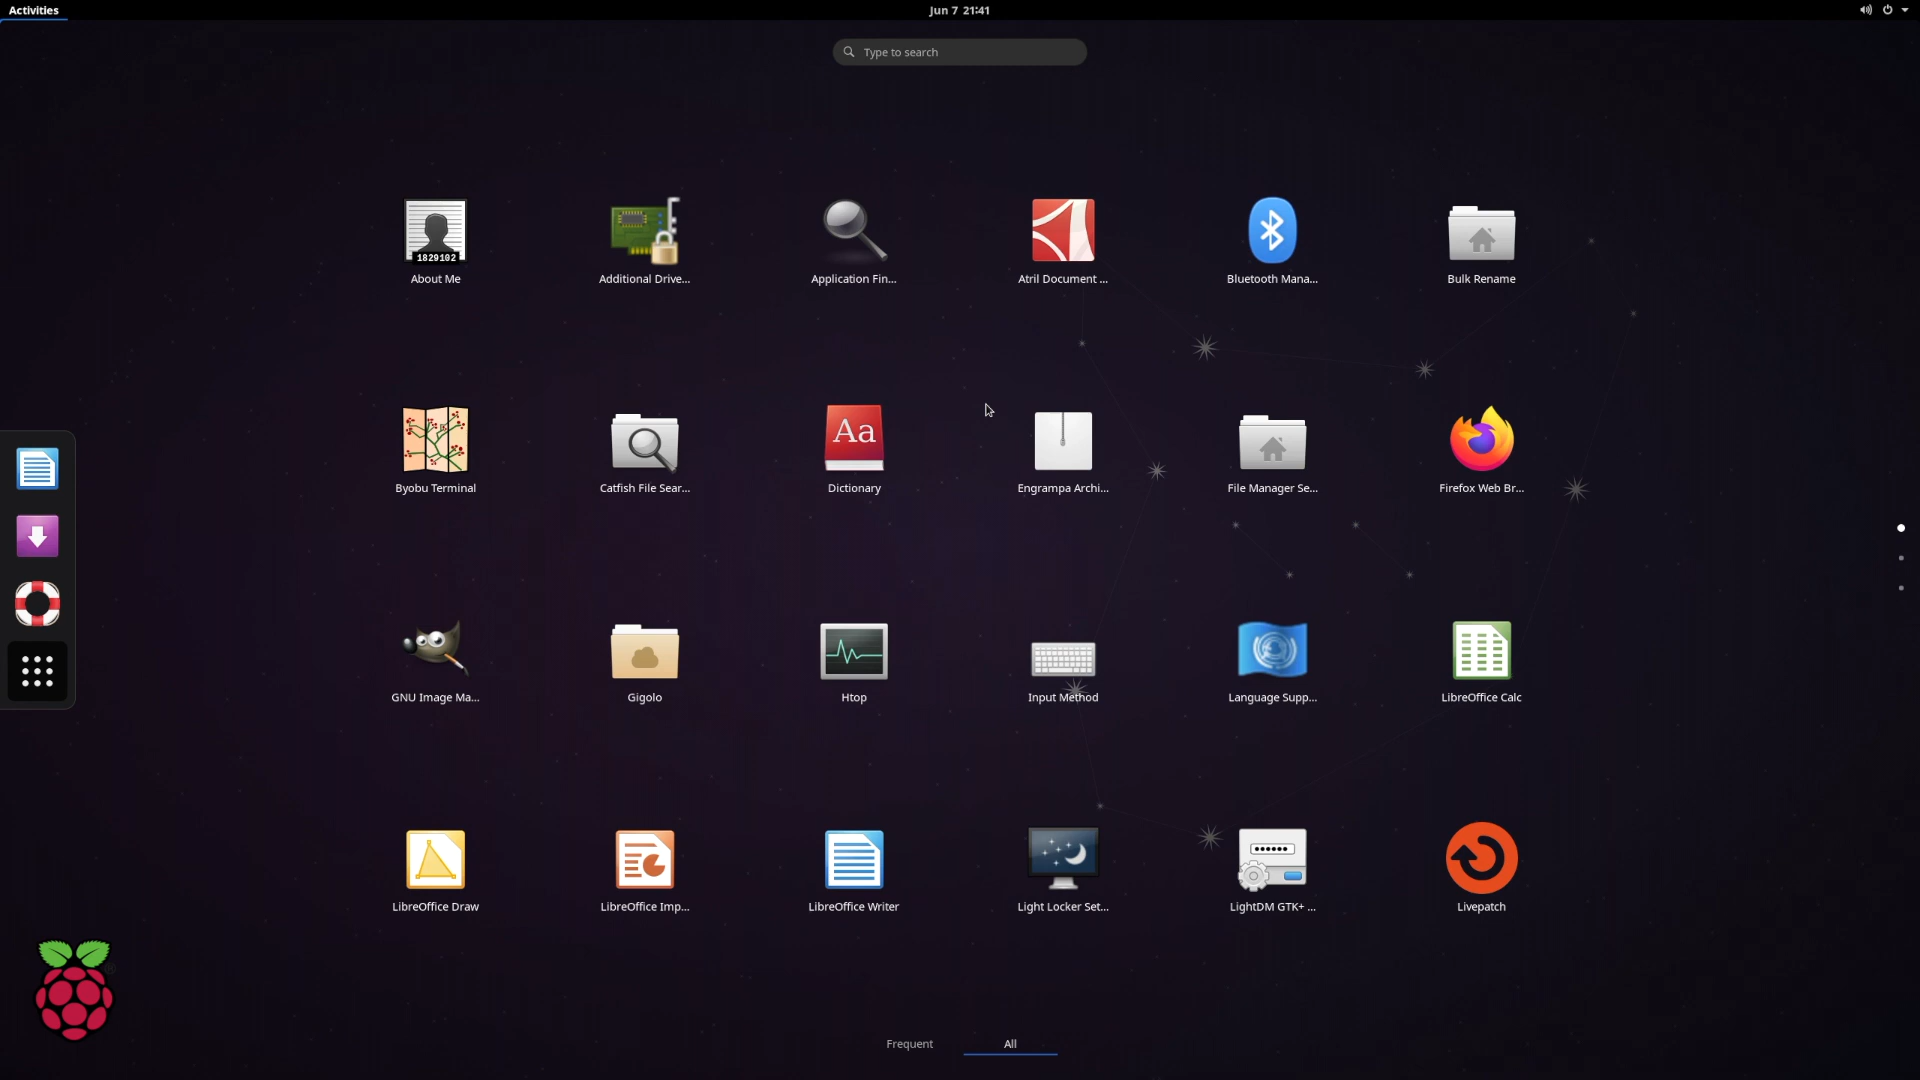 Activities
Jun 7 21:41
Type to search
1829102
About Me
Additional Drive...
Application Fin...
Atril Document ...
Bluetooth Mana...
Bulk Rename
Aa
Byobu Terminal
Catfish File Sear...
Dictionary
Engrampa Archi...
File Manager Se...
Firefox Web Br...
GNU Image Ma...
Gigolo
Htop
Input Method
Language Supp...
LibreOffice Calc
LibreOffice Draw
LibreOffice Imp...
LibreOffice Writer
Light Locker Set...
LightDM GTK+ ...
Livepatch
Frequent
All